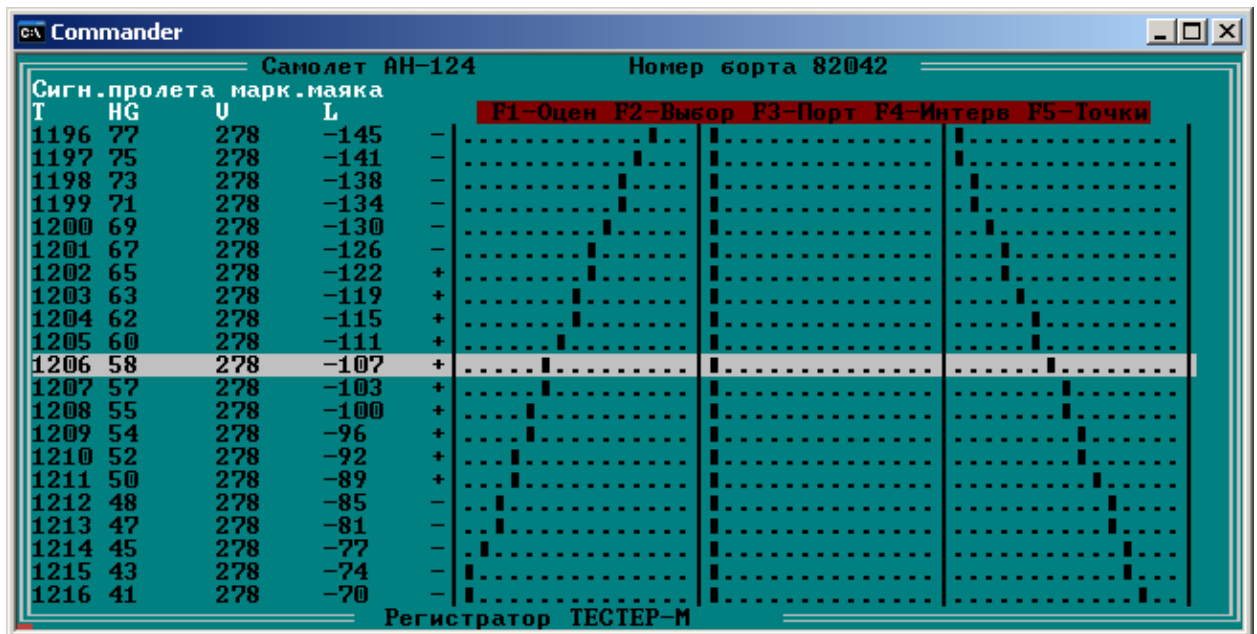 Commander
Самолет АН-124 Номер борта 82042
Сигн.пролета марк.маяка
T HG V L F1-Оцен F2-Выбор F3-Порт F4-Интерв F5-Точки
1196 77 278 -145 -
1197 75 278 -141 -
1198 73 278 -138 -
1199 71 278 -134 -
1200 69 278 -130 -
1201 67 278 -126 -
1202 65 278 -122 +
1203 63 278 -119 +
1204 62 278 -115 +
1205 60 278 -111 +
1206 58 278 -107 +
1207 57 278 -103 +
1208 55 278 -100 +
1209 54 278 -96 +
1210 52 278 -92 +
1211 50 278 -89 +
1212 48 278 -85 -
1213 47 278 -81 -
1214 45 278 -77 -
1215 43 278 -74 -
1216 41 278 -70 -
Регистратор ТЕСТЕР-М